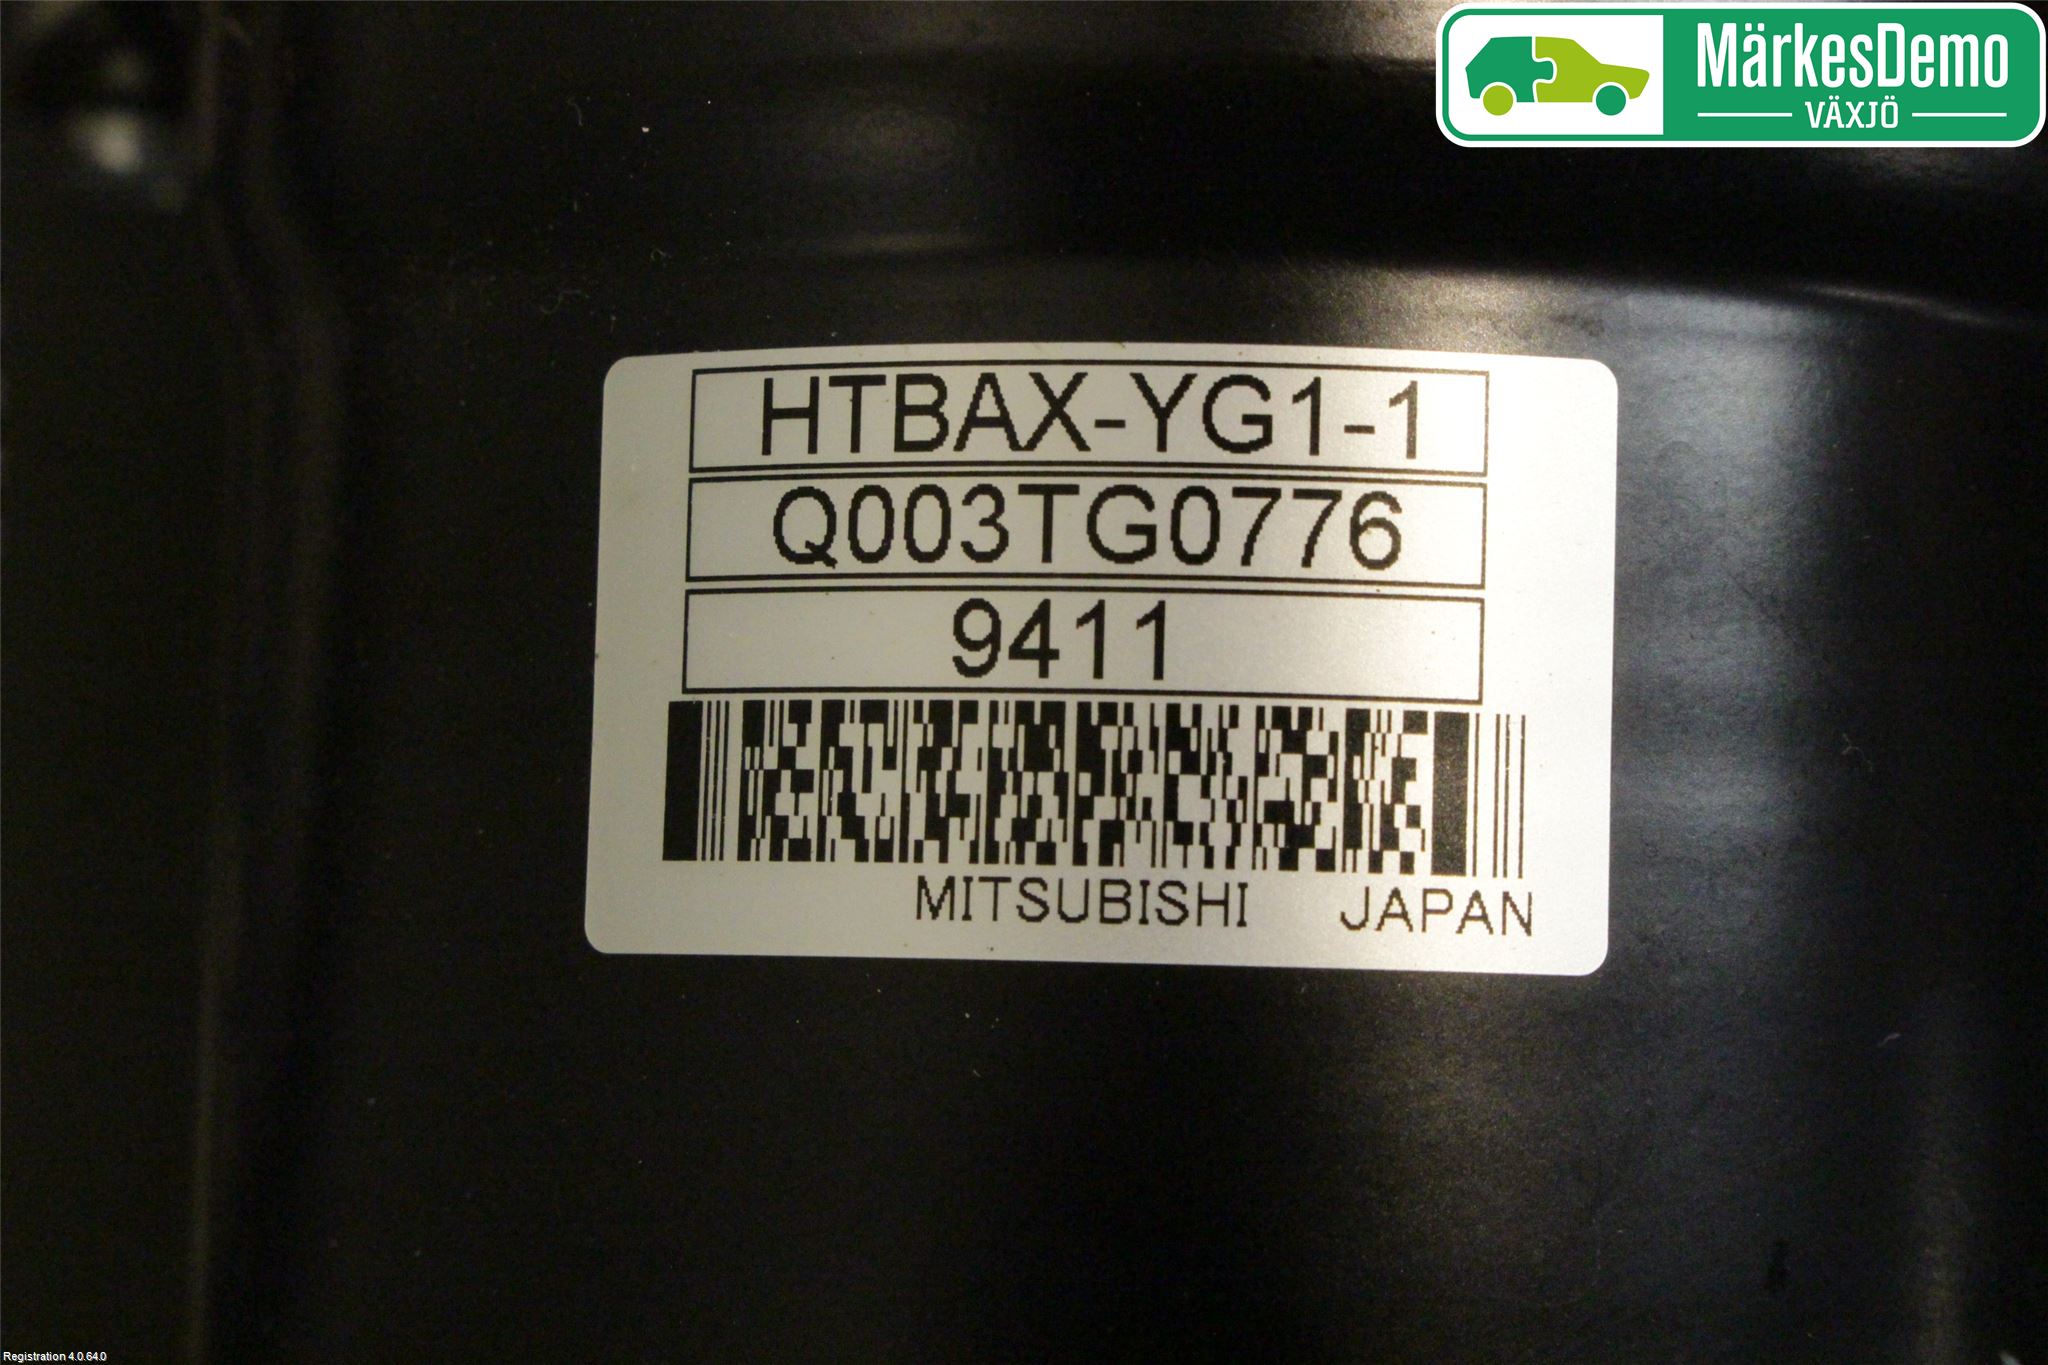 MärkesDemo
VÄXJÖ
HTBAX-YG1-1
Q003TG0776
9411
MITSUBISHI JAPAN
Registration 4.0.64.0